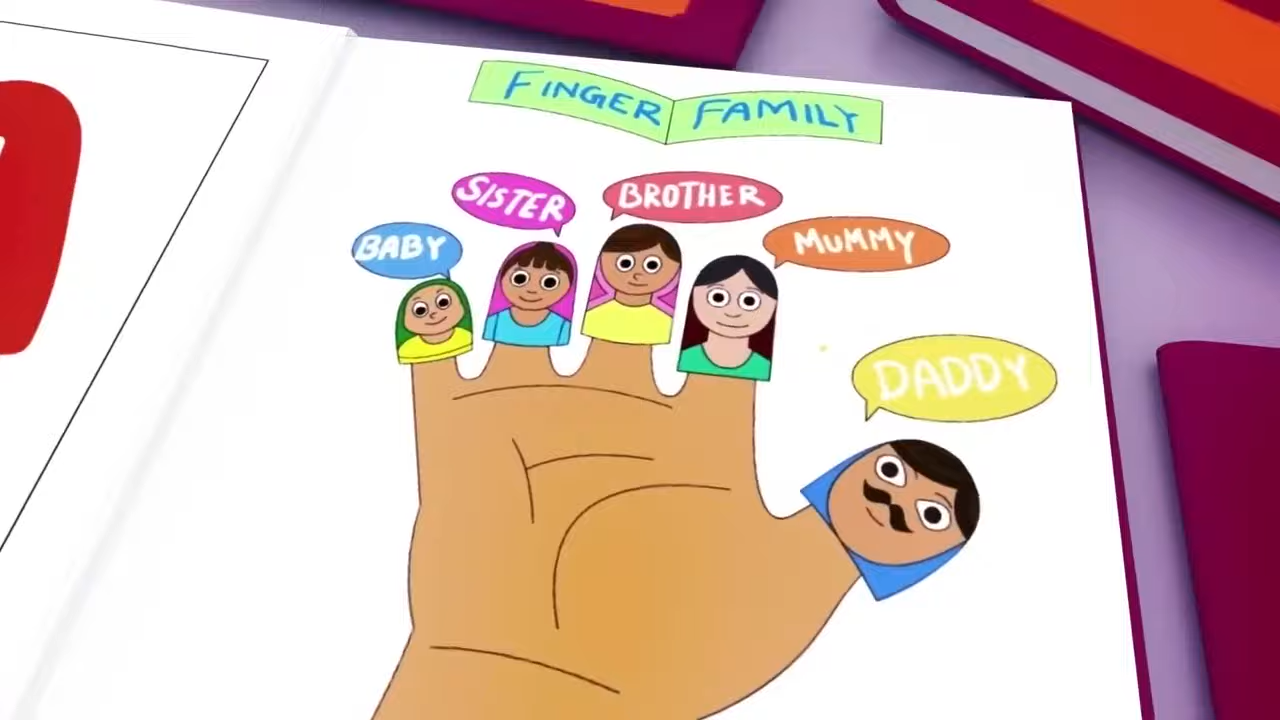 FINGER FAMILY
SISTER
BROTHER
BABY
MUMMY
DADDY